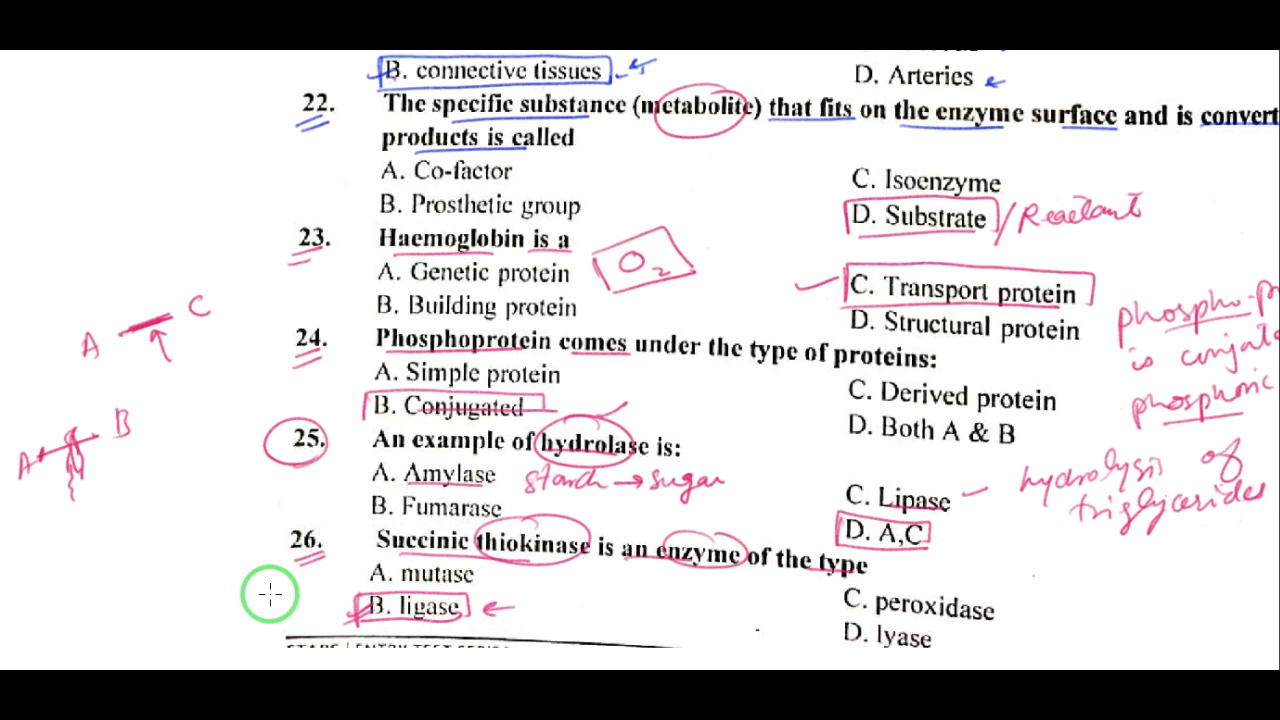 B. connective tissues
D. Arteries
22. The specific substance (metabolite) that fits on the enzyme surface and is convert
products is called
A. Co-factor
C. Isoenzyme
B. Prosthetic group
D. Substrate / Reactant
23. Haemoglobin is a
O2
A. Genetic protein
C. Transport protein
B. Building protein
D. Structural protein
24. Phosphoprotein comes under the type of proteins:
A. Simple protein
C. Derived protein
B. Conjugated
D. Both A & B
phospho-p
is conjate
phosphoric
25. An example of hydrolase is:
A. Amylase starch → sugar
C. Lipase - hydrolysis of
triglycerides
B. Fumarase
D. A,C
26. Succinic thiokinase is an enzyme of the type
A. mutase
C. peroxidase
B. ligase
D. lyase
A C
A B